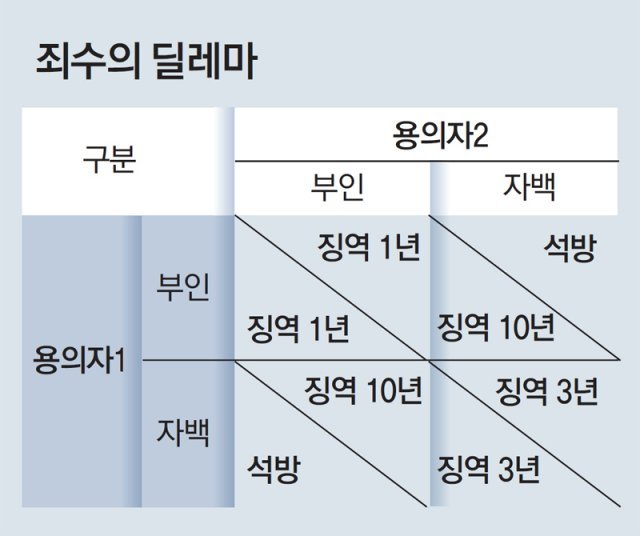 죄수의 딜레마
구분
용의자2
부인
자백
용의자1
부인
징역 1년
징역 1년
석방
징역 10년
자백
징역 10년
석방
징역 3년
징역 3년